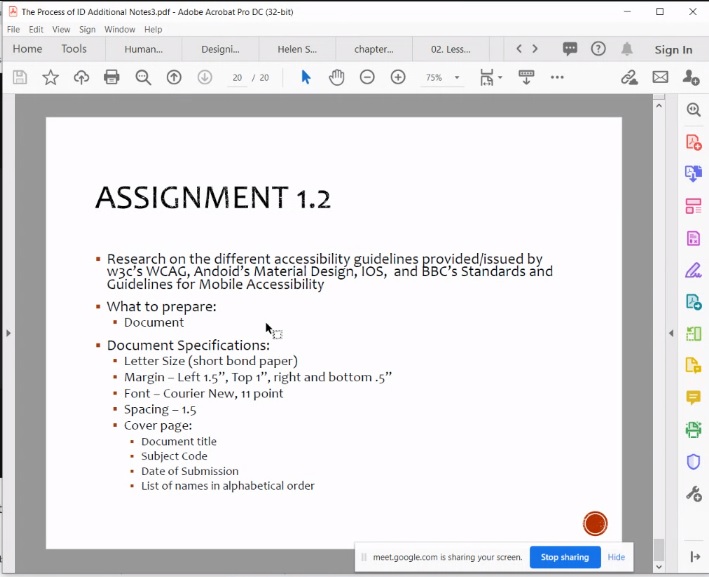 The Process of ID Additional Notes3.pdf - Adobe Acrobat Pro DC (32-bit)
File Edit View Sign Window Help
Home Tools Human... Designi... Helen S... chapter... 02. Less... Sign In
20 / 20 75%
ASSIGNMENT 1.2
Research on the different accessibility guidelines provided/issued by
w3c's WCAG, Andoid's Material Design, IOS, and BBC's Standards and
Guidelines for Mobile Accessibility
What to prepare:
Document
Document Specifications:
Letter Size (short bond paper)
Margin – Left 1.5”, Top 1”, right and bottom .5”
Font – Courier New, 11 point
Spacing – 1.5
Cover page:
Document title
Subject Code
Date of Submission
List of names in alphabetical order
meet.google.com is sharing your screen. Stop sharing Hide